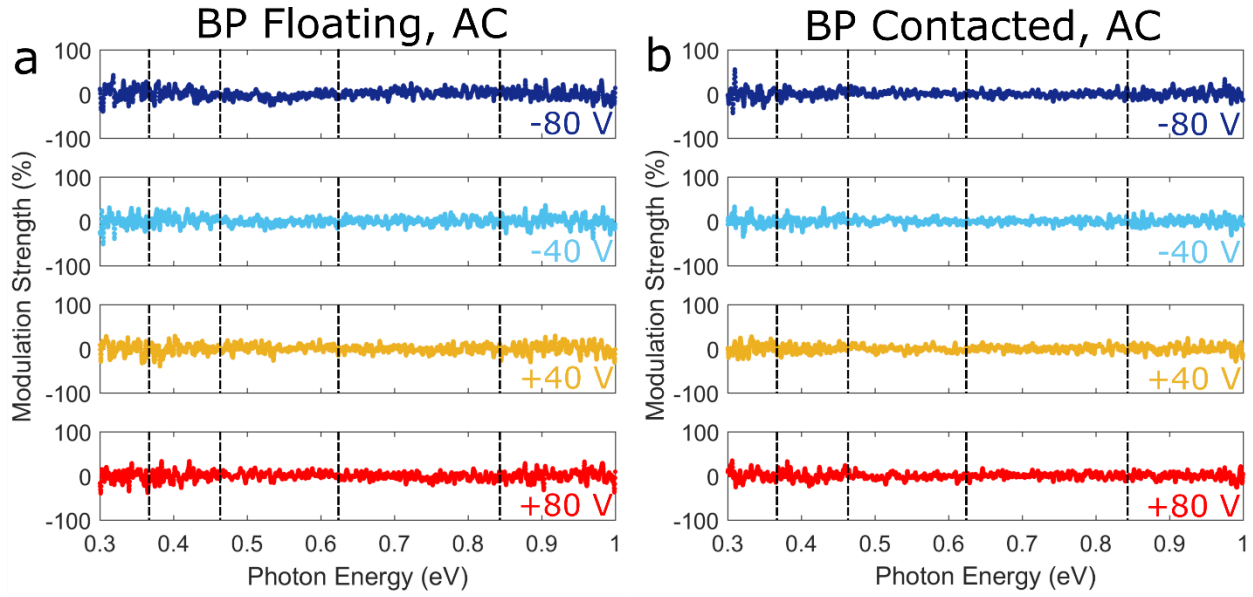 BP Floating, AC
a
Modulation Strength (%)
Modulation Strength (%)
100
0
-100
-80 V
100
0
-100
-40 V
100
0
-100
+40 V
100
0
-100
+80 V
0.3 0.4 0.5 0.6 0.7 0.8 0.9 1
Photon Energy (eV)
BP Contacted, AC
b
Modulation Strength (%)
Modulation Strength (%)
100
0
-100
-80 V
100
0
-100
-40 V
100
0
-100
+40 V
100
0
-100
+80 V
0.3 0.4 0.5 0.6 0.7 0.8 0.9 1
Photon Energy (eV)